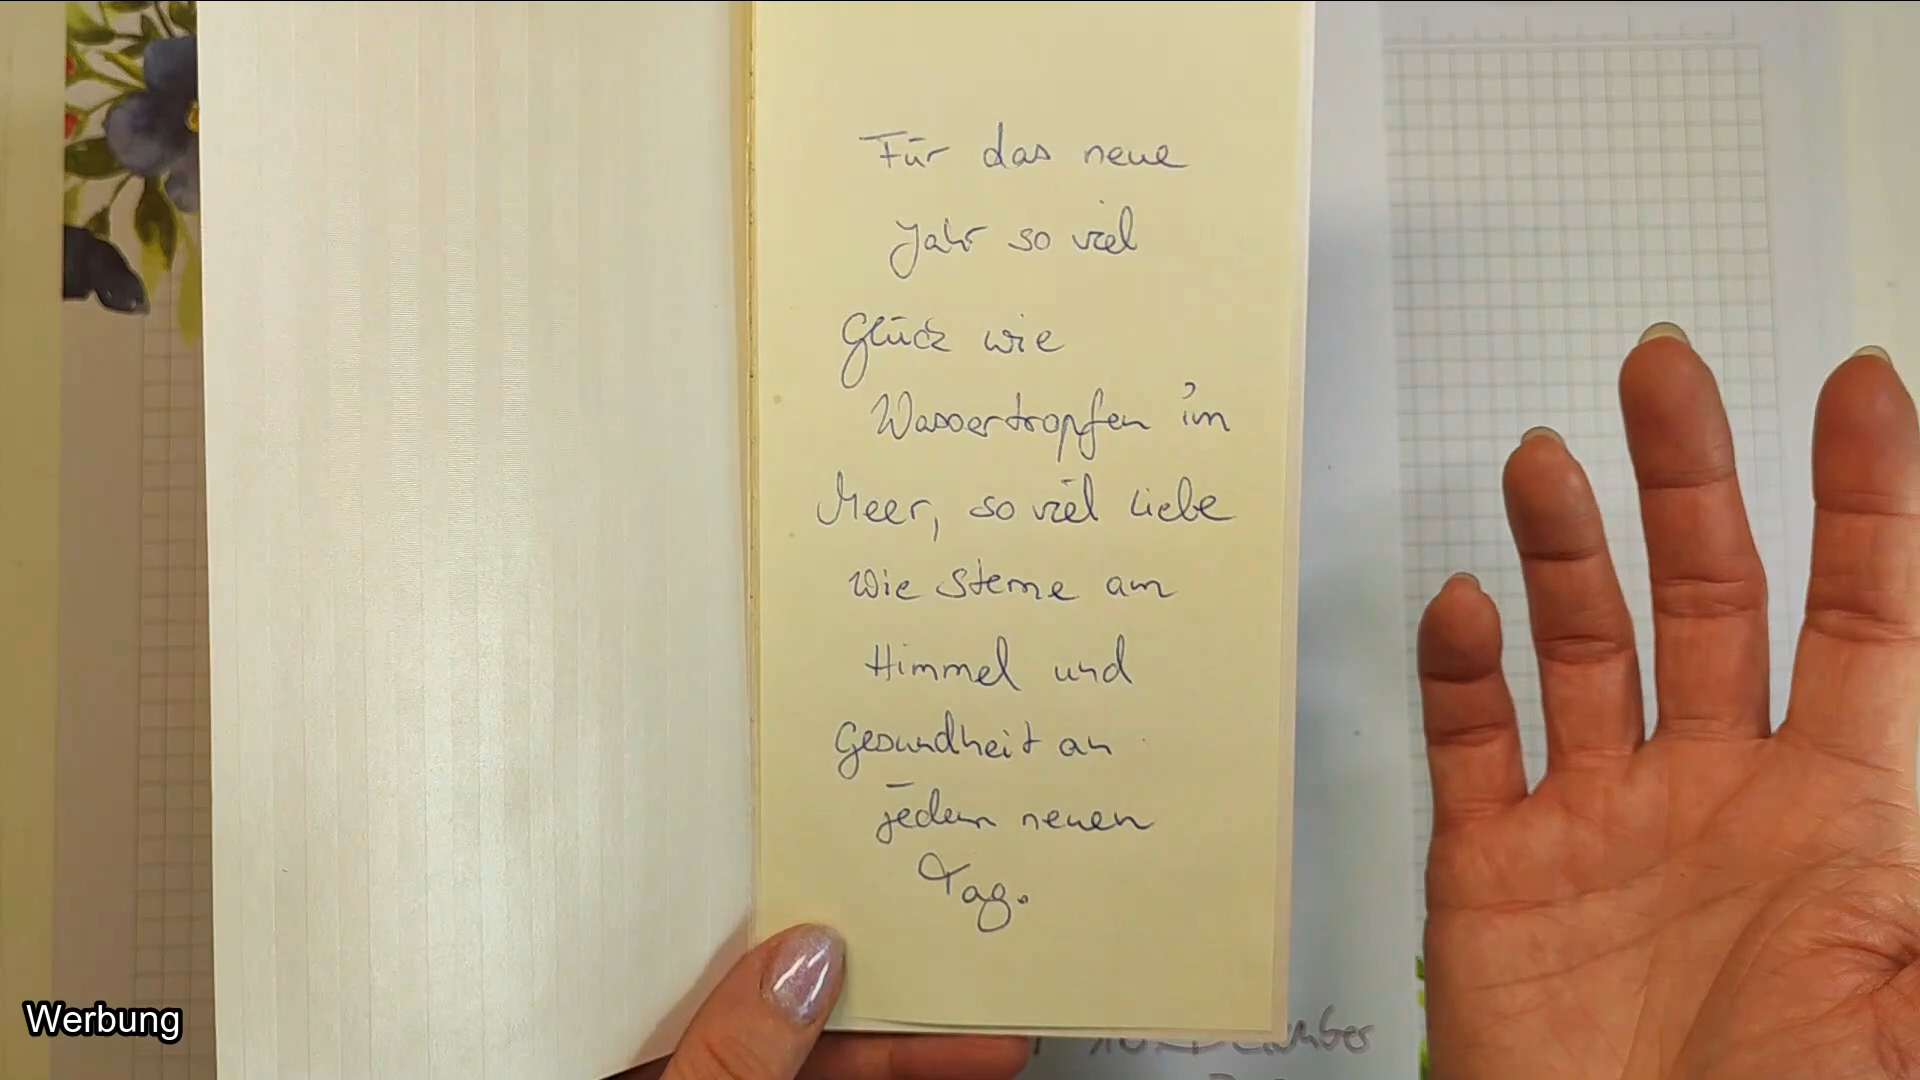 Für das neue
Jahr so viel
Glück wie
Wassertropfen im
Meer, so viel Liebe
wie Sterne am
Himmel und
Gesundheit an
jedem neuen
Tag.
Werbung